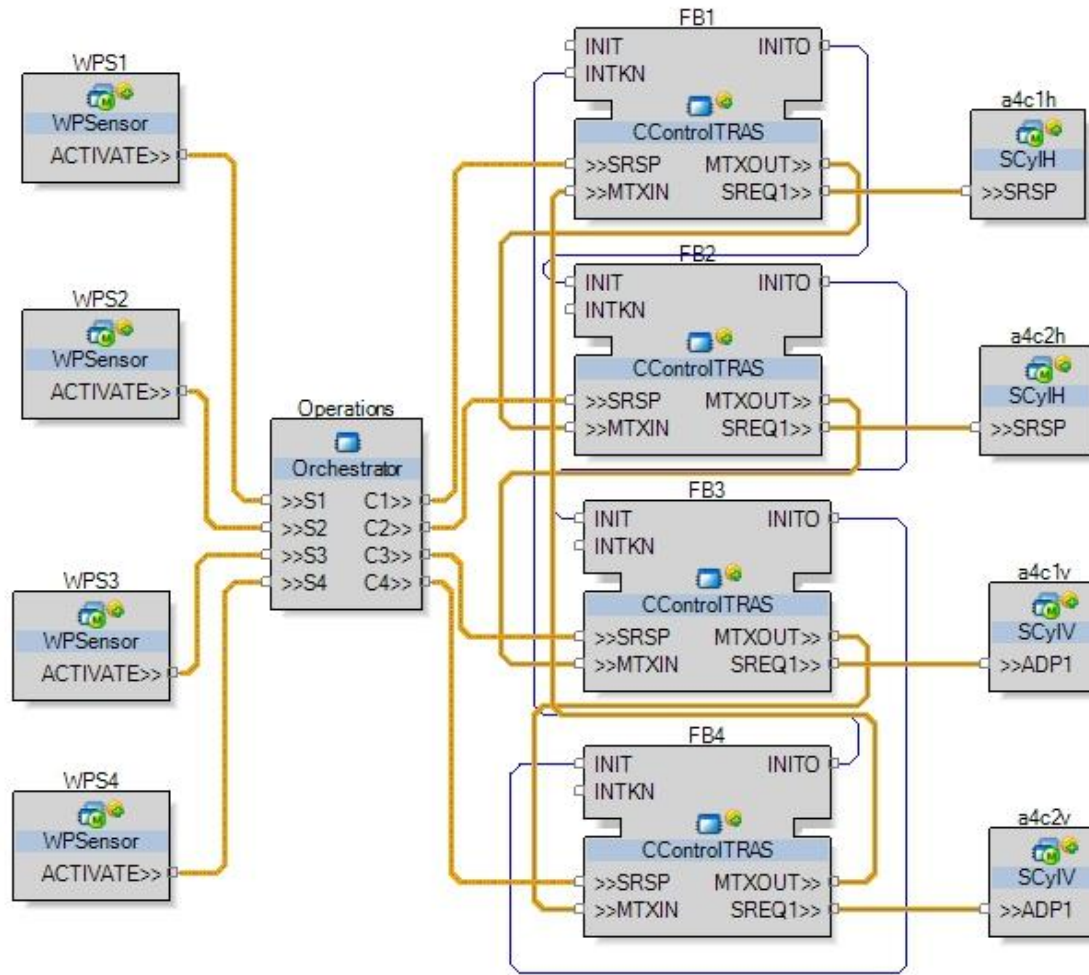 WPS1
WPSensor
ACTIVATE>>
WPS2
WPSensor
ACTIVATE>>
WPS3
WPSensor
ACTIVATE>>
WPS4
WPSensor
ACTIVATE>>
Operations
Orchestrator
>>S1 C1>>
>>S2 C2>>
>>S3 C3>>
>>S4 C4>>
FB1
INIT INITO
INTKN
CControlTRAS
>>SRSP MTXOUT>>
>>MTXIN SREQ1>>
FB2
INIT INITO
INTKN
CControlTRAS
>>SRSP MTXOUT>>
>>MTXIN SREQ1>>
FB3
INIT INITO
INTKN
CControlTRAS
>>SRSP MTXOUT>>
>>MTXIN SREQ1>>
FB4
INIT INITO
INTKN
CControlTRAS
>>SRSP MTXOUT>>
>>MTXIN SREQ1>>
a4c1h
SCylH
>>SRSP
a4c2h
SCylH
>>SRSP
a4c1v
SCylV
>>ADP1
a4c2v
SCylV
>>ADP1